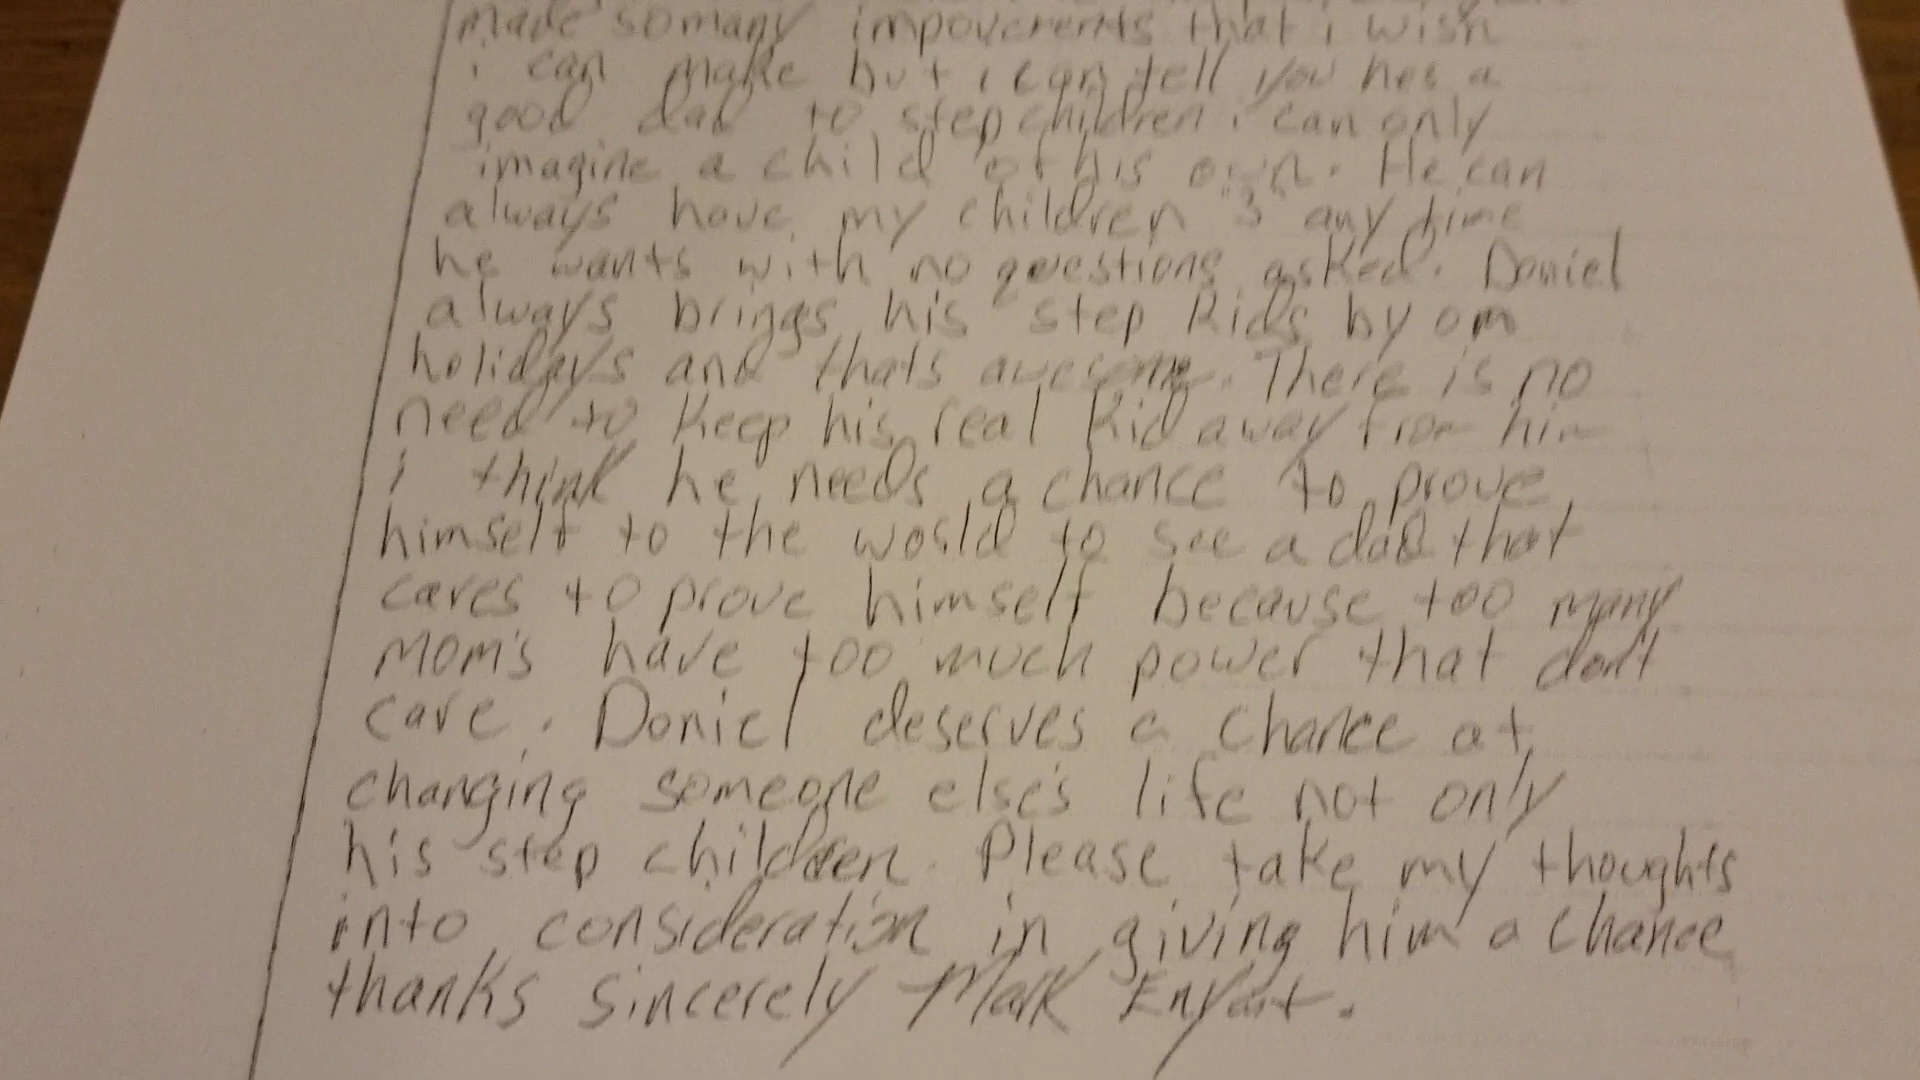 made so many impoverents that i wish
i can make but i can tell you hes a
good dad to step children i can only
imagine a child of his own. He can
always have my children "3" any time
he wants with no questions asked. Daniel
always brings his step kids by om
holidays and thats awesome. There is no
need to keep his real kid away from him
i think he needs a chance to prove
himself to the world to see a dad that
cares to prove himself because too many
Mom's have too much power that don't
care. Daniel deserves a chance at
changing someone else's life not only
his step children. Please take my thoughts
into consideration in giving him a chance
thanks sincerely Mark Enyart.